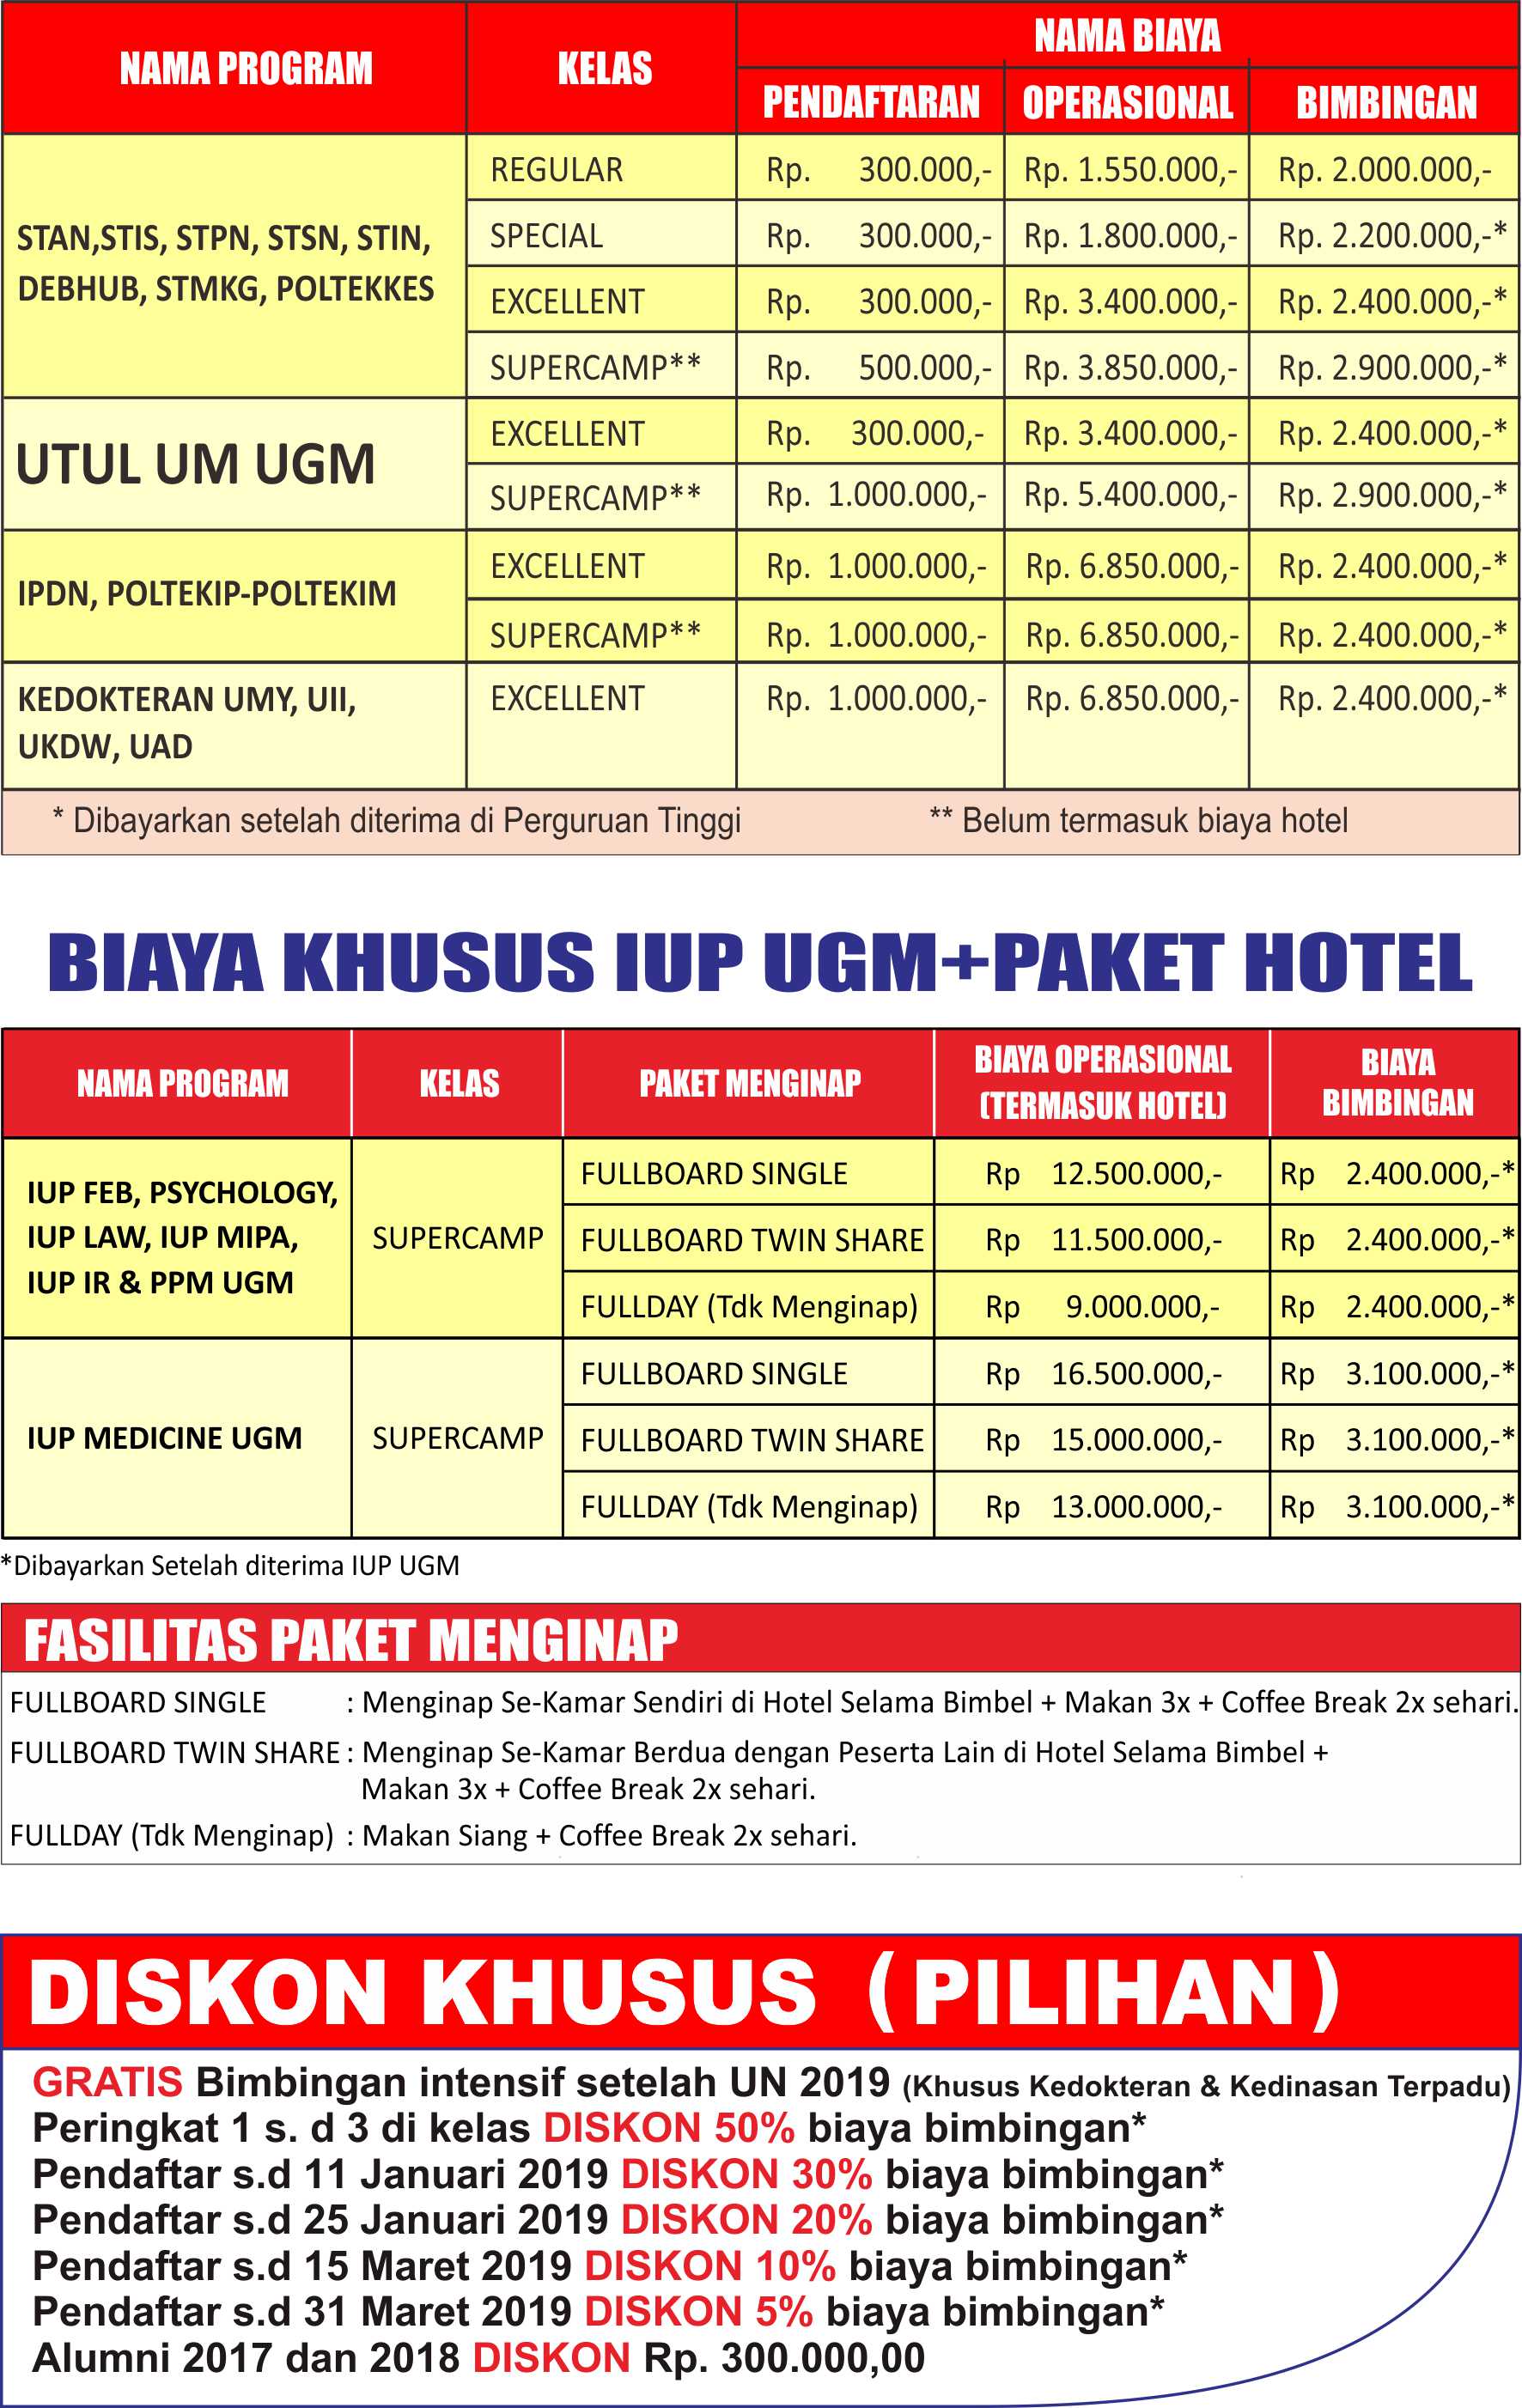 NAMA PROGRAM KELAS NAMA BIAYA
PENDAFTARAN OPERASIONAL BIMBINGAN
STAN,STIS, STPN, STSN, STIN,
DEBHUB, STMKG, POLTEKKES
REGULAR Rp. 300.000,- Rp. 1.550.000,- Rp. 2.000.000,-
SPECIAL Rp. 300.000,- Rp. 1.800.000,- Rp. 2.200.000,-*
EXCELLENT Rp. 300.000,- Rp. 3.400.000,- Rp. 2.400.000,-*
SUPERCAMP** Rp. 500.000,- Rp. 3.850.000,- Rp. 2.900.000,-*
UTUL UM UGM
EXCELLENT Rp. 300.000,- Rp. 3.400.000,- Rp. 2.400.000,-*
SUPERCAMP** Rp. 1.000.000,- Rp. 5.400.000,- Rp. 2.900.000,-*
IPDN, POLTEKIP-POLTEKIM
EXCELLENT Rp. 1.000.000,- Rp. 6.850.000,- Rp. 2.400.000,-*
SUPERCAMP** Rp. 1.000.000,- Rp. 6.850.000,- Rp. 2.400.000,-*
KEDOKTERAN UMY, UII,
UKDW, UAD
EXCELLENT Rp. 1.000.000,- Rp. 6.850.000,- Rp. 2.400.000,-*
* Dibayarkan setelah diterima di Perguruan Tinggi ** Belum termasuk biaya hotel
BIAYA KHUSUS IUP UGM+PAKET HOTEL
NAMA PROGRAM KELAS PAKET MENGINAP
BIAYA OPERASIONAL
(TERMASUK HOTEL)
BIAYA
BIMBINGAN
IUP FEB, PSYCHOLOGY,
IUP LAW, IUP MIPA,
IUP IR & PPM UGM
SUPERCAMP
FULLBOARD SINGLE Rp 12.500.000,- Rp 2.400.000,-*
FULLBOARD TWIN SHARE Rp 11.500.000,- Rp 2.400.000,-*
FULLDAY (Tdk Menginap) Rp 9.000.000,- Rp 2.400.000,-*
IUP MEDICINE UGM
SUPERCAMP
FULLBOARD SINGLE Rp 16.500.000,- Rp 3.100.000,-*
FULLBOARD TWIN SHARE Rp 15.000.000,- Rp 3.100.000,-*
FULLDAY (Tdk Menginap) Rp 13.000.000,- Rp 3.100.000,-*
*Dibayarkan Setelah diterima IUP UGM
FASILITAS PAKET MENGINAP
FULLBOARD SINGLE : Menginap Se-Kamar Sendiri di Hotel Selama Bimbel + Makan 3x + Coffee Break 2x sehari.
FULLBOARD TWIN SHARE : Menginap Se-Kamar Berdua dengan Peserta Lain di Hotel Selama Bimbel +
Makan 3x + Coffee Break 2x sehari.
FULLDAY (Tdk Menginap) : Makan Siang + Coffee Break 2x sehari.
DISKON KHUSUS (PILIHAN)
GRATIS Bimbingan intensif setelah UN 2019 (Khusus Kedokteran & Kedinasan Terpadu)
Peringkat 1 s. d 3 di kelas DISKON 50% biaya bimbingan*
Pendaftar s.d 11 Januari 2019 DISKON 30% biaya bimbingan*
Pendaftar s.d 25 Januari 2019 DISKON 20% biaya bimbingan*
Pendaftar s.d 15 Maret 2019 DISKON 10% biaya bimbingan*
Pendaftar s.d 31 Maret 2019 DISKON 5% biaya bimbingan*
Alumni 2017 dan 2018 DISKON Rp. 300.000,00